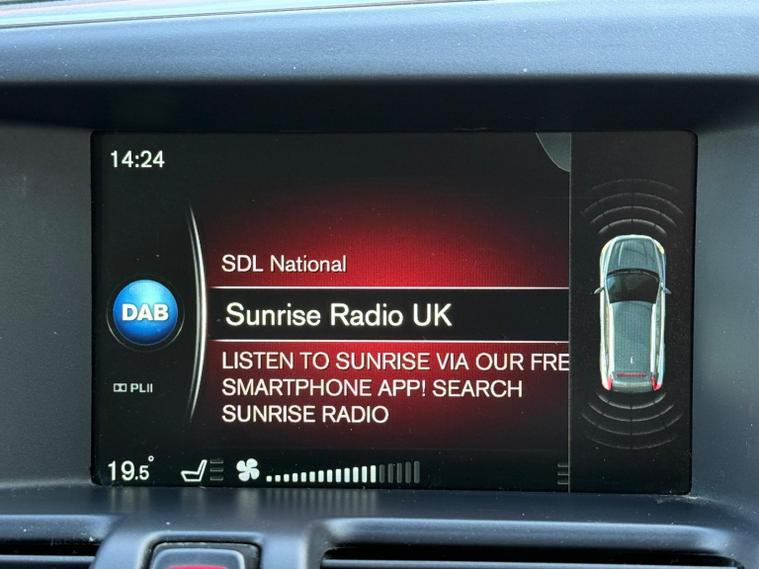 14:24
SDL National
DAB
Sunrise Radio UK
LISTEN TO SUNRISE VIA OUR FRE
SMARTPHONE APP! SEARCH
SUNRISE RADIO
PLII
19.5°